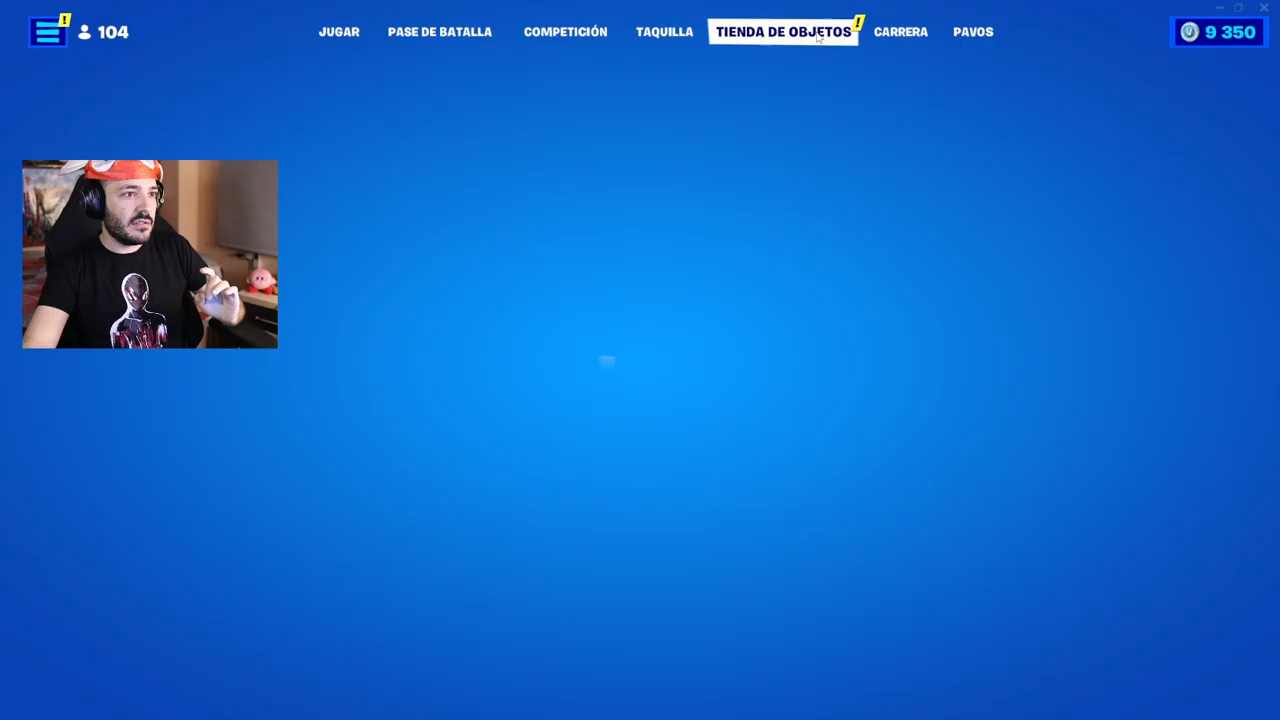 ! 104 JUGAR PASE DE BATALLA COMPETICIÓN TAQUILLA TIENDA DE OBJETOS ! CARRERA PAVOS 9 350